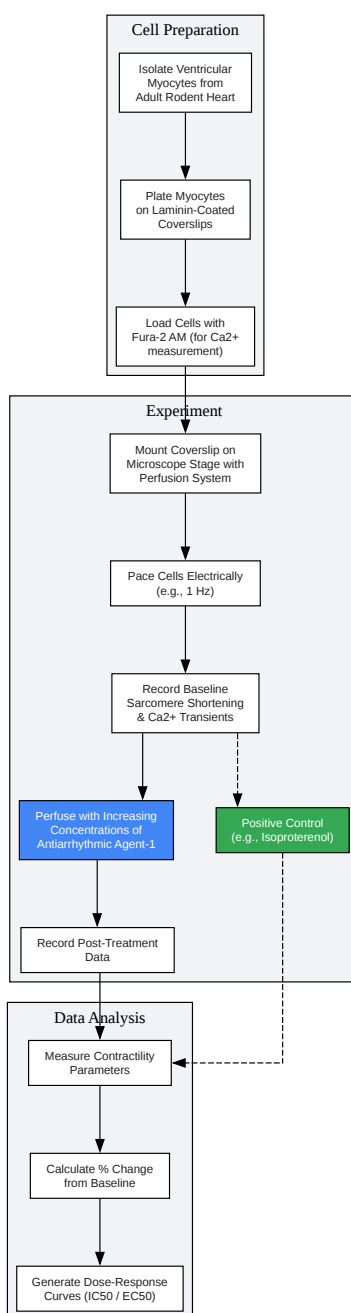 Cell Preparation
Isolate Ventricular
Myocytes from
Adult Rodent Heart
Plate Myocytes
on Laminin-Coated
Coverslips
Load Cells with
Fura-2 AM (for Ca2+
measurement)
Experiment
Mount Coverslip on
Microscope Stage with
Perfusion System
Pace Cells Electrically
(e.g., 1 Hz)
Record Baseline
Sarcomere Shortening
& Ca2+ Transients
Perfuse with Increasing
Concentrations of
Antiarrhythmic Agent-1
Positive Control
(e.g., Isoproterenol)
Record Post-Treatment
Data
Data Analysis
Measure Contractility
Parameters
Calculate % Change
from Baseline
Generate Dose-Response
Curves (IC50 / EC50)